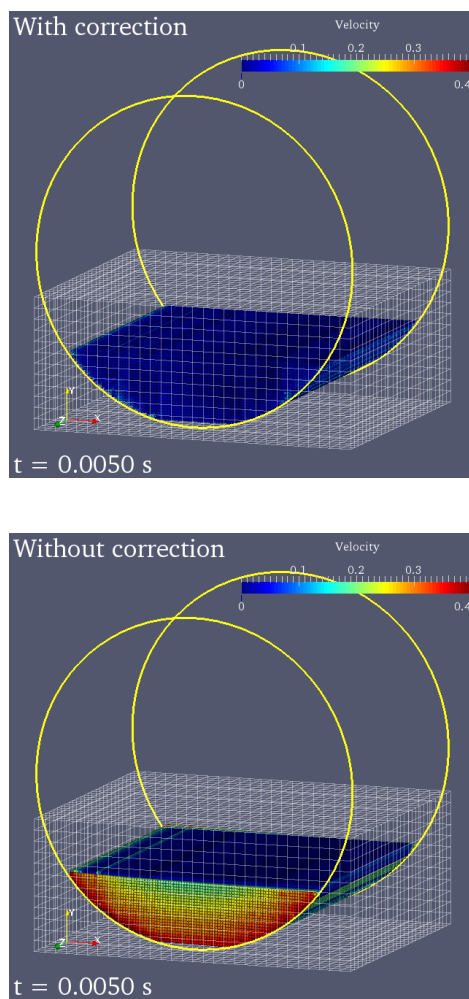 With correction
Velocity
0.1 0.2 0.3
0 0.4
Y
Z X
t = 0.0050 s
Without correction
Velocity
0.1 0.2 0.3
0 0.4
Y
Z X
t = 0.0050 s